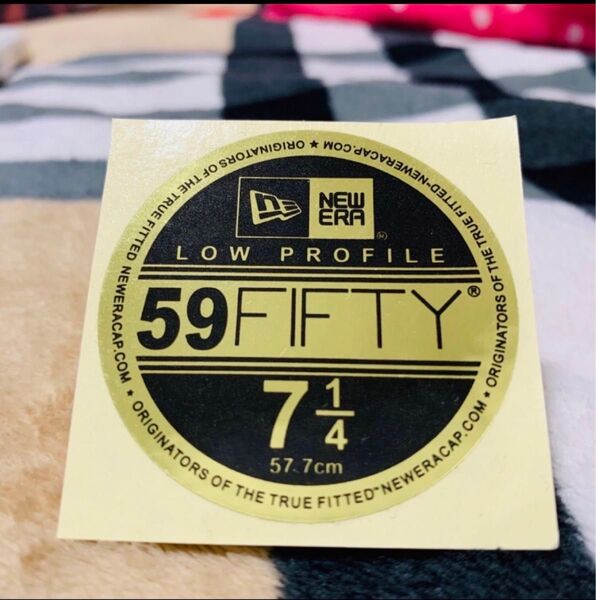 NEW
ERA
®
LOW PROFILE
59FIFTY®
7 1/4
57.7cm
ORIGINATORS OF THE TRUE FITTED™ NEWERACAP.COM ★ ORIGINATORS OF THE TRUE FITTED™ NEWERACAP.COM ★ ORIGINATORS OF THE TRUE FITTED NEWERACAP.COM ★